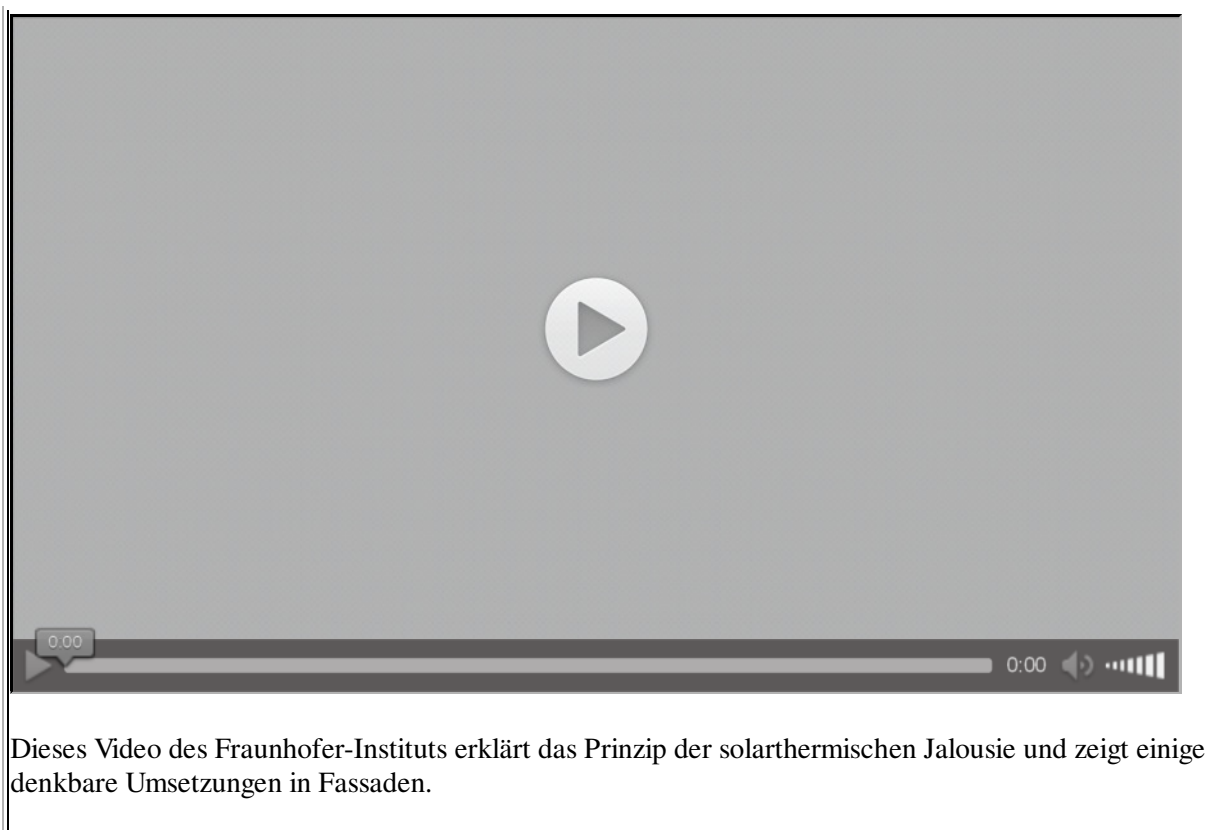 0:00
0:00
Dieses Video des Fraunhofer-Instituts erklärt das Prinzip der solarthermischen Jalousie und zeigt einige
denkbare Umsetzungen in Fassaden.